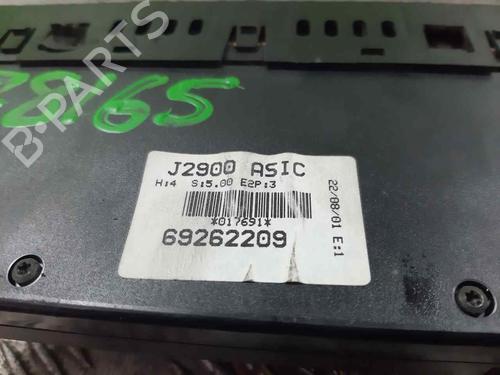 B-PARTS
2865
J2900 ASIC
H:4 S:5.00 E2P:3
*017691*
69262209
22/08/01 E:1